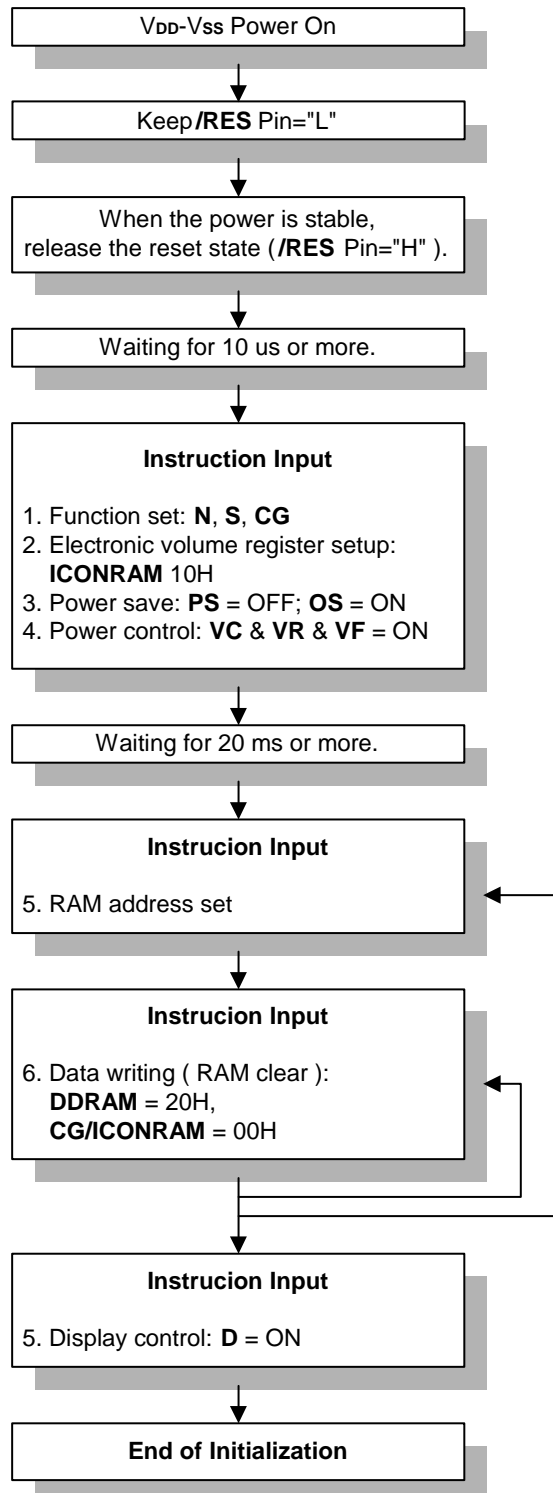 VDD-VSS Power On
Keep /RES Pin="L"
When the power is stable,
release the reset state ( /RES Pin="H" ).
Waiting for 10 us or more.
Instruction Input
1. Function set: N, S, CG
2. Electronic volume register setup:
ICONRAM 10H
3. Power save: PS = OFF; OS = ON
4. Power control: VC & VR & VF = ON
Waiting for 20 ms or more.
Instrucion Input
5. RAM address set
Instrucion Input
6. Data writing ( RAM clear ):
DDRAM = 20H,
CG/ICONRAM = 00H
Instrucion Input
5. Display control: D = ON
End of Initialization